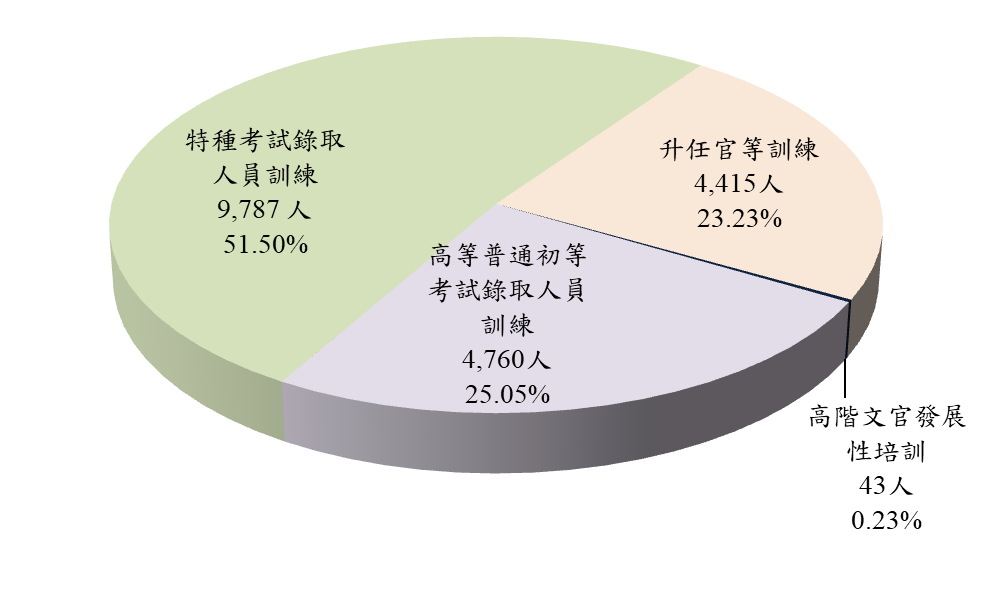 特種考試錄取
人員訓練
9,787 人
51.50%
升任官等訓練
4,415人
23.23%
高等普通初等
考試錄取人員
訓練
4,760人
25.05%
高階文官發展
性培訓
43人
0.23%